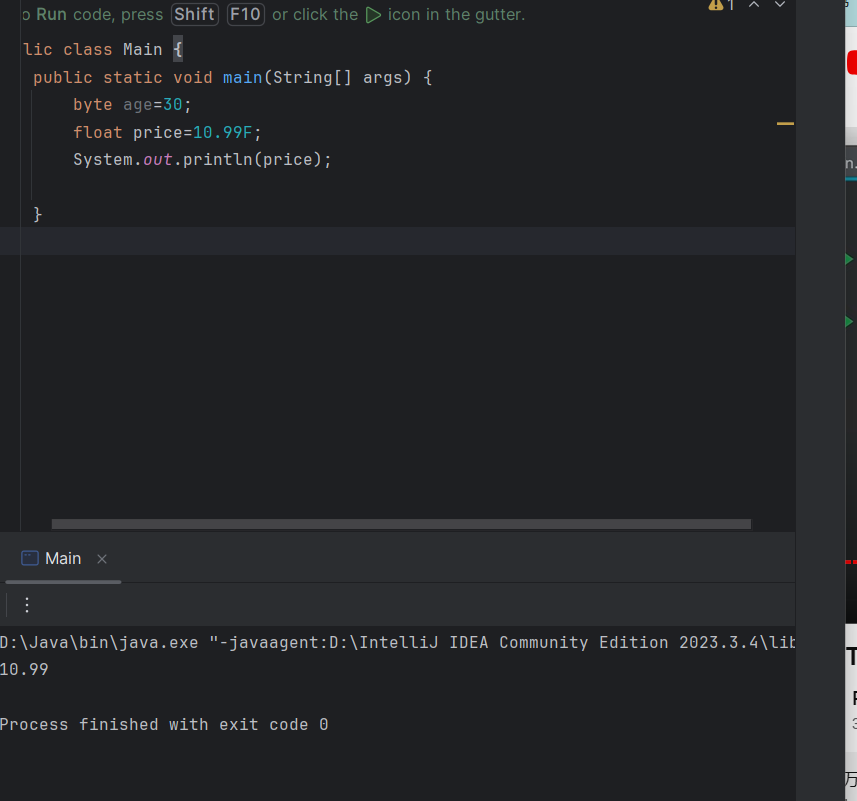 o Run code, press Shift F10 or click the icon in the gutter.
1
lic class Main {
public static void main(String[] args) {
byte age=30;
float price=10.99F;
System.out.println(price);
}
n.
Main
D:\Java\bin\java.exe "-javaagent:D:\IntelliJ IDEA Community Edition 2023.3.4\lib
10.99
Process finished with exit code 0
万